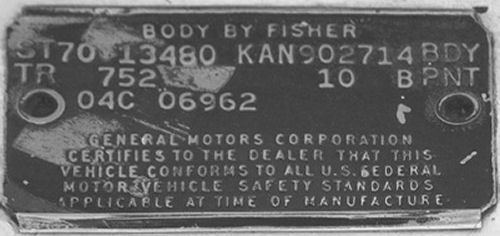 BODY BY FISHER
ST70 13480 KAN902714 BDY
TR 752 10 B PNT
04C 06962
GENERAL MOTORS CORPORATION
CERTIFIES TO THE DEALER THAT THIS
VEHICLE CONFORMS TO ALL U.S. FEDERAL
MOTOR VEHICLE SAFETY STANDARDS
APPLICABLE AT TIME OF MANUFACTURE